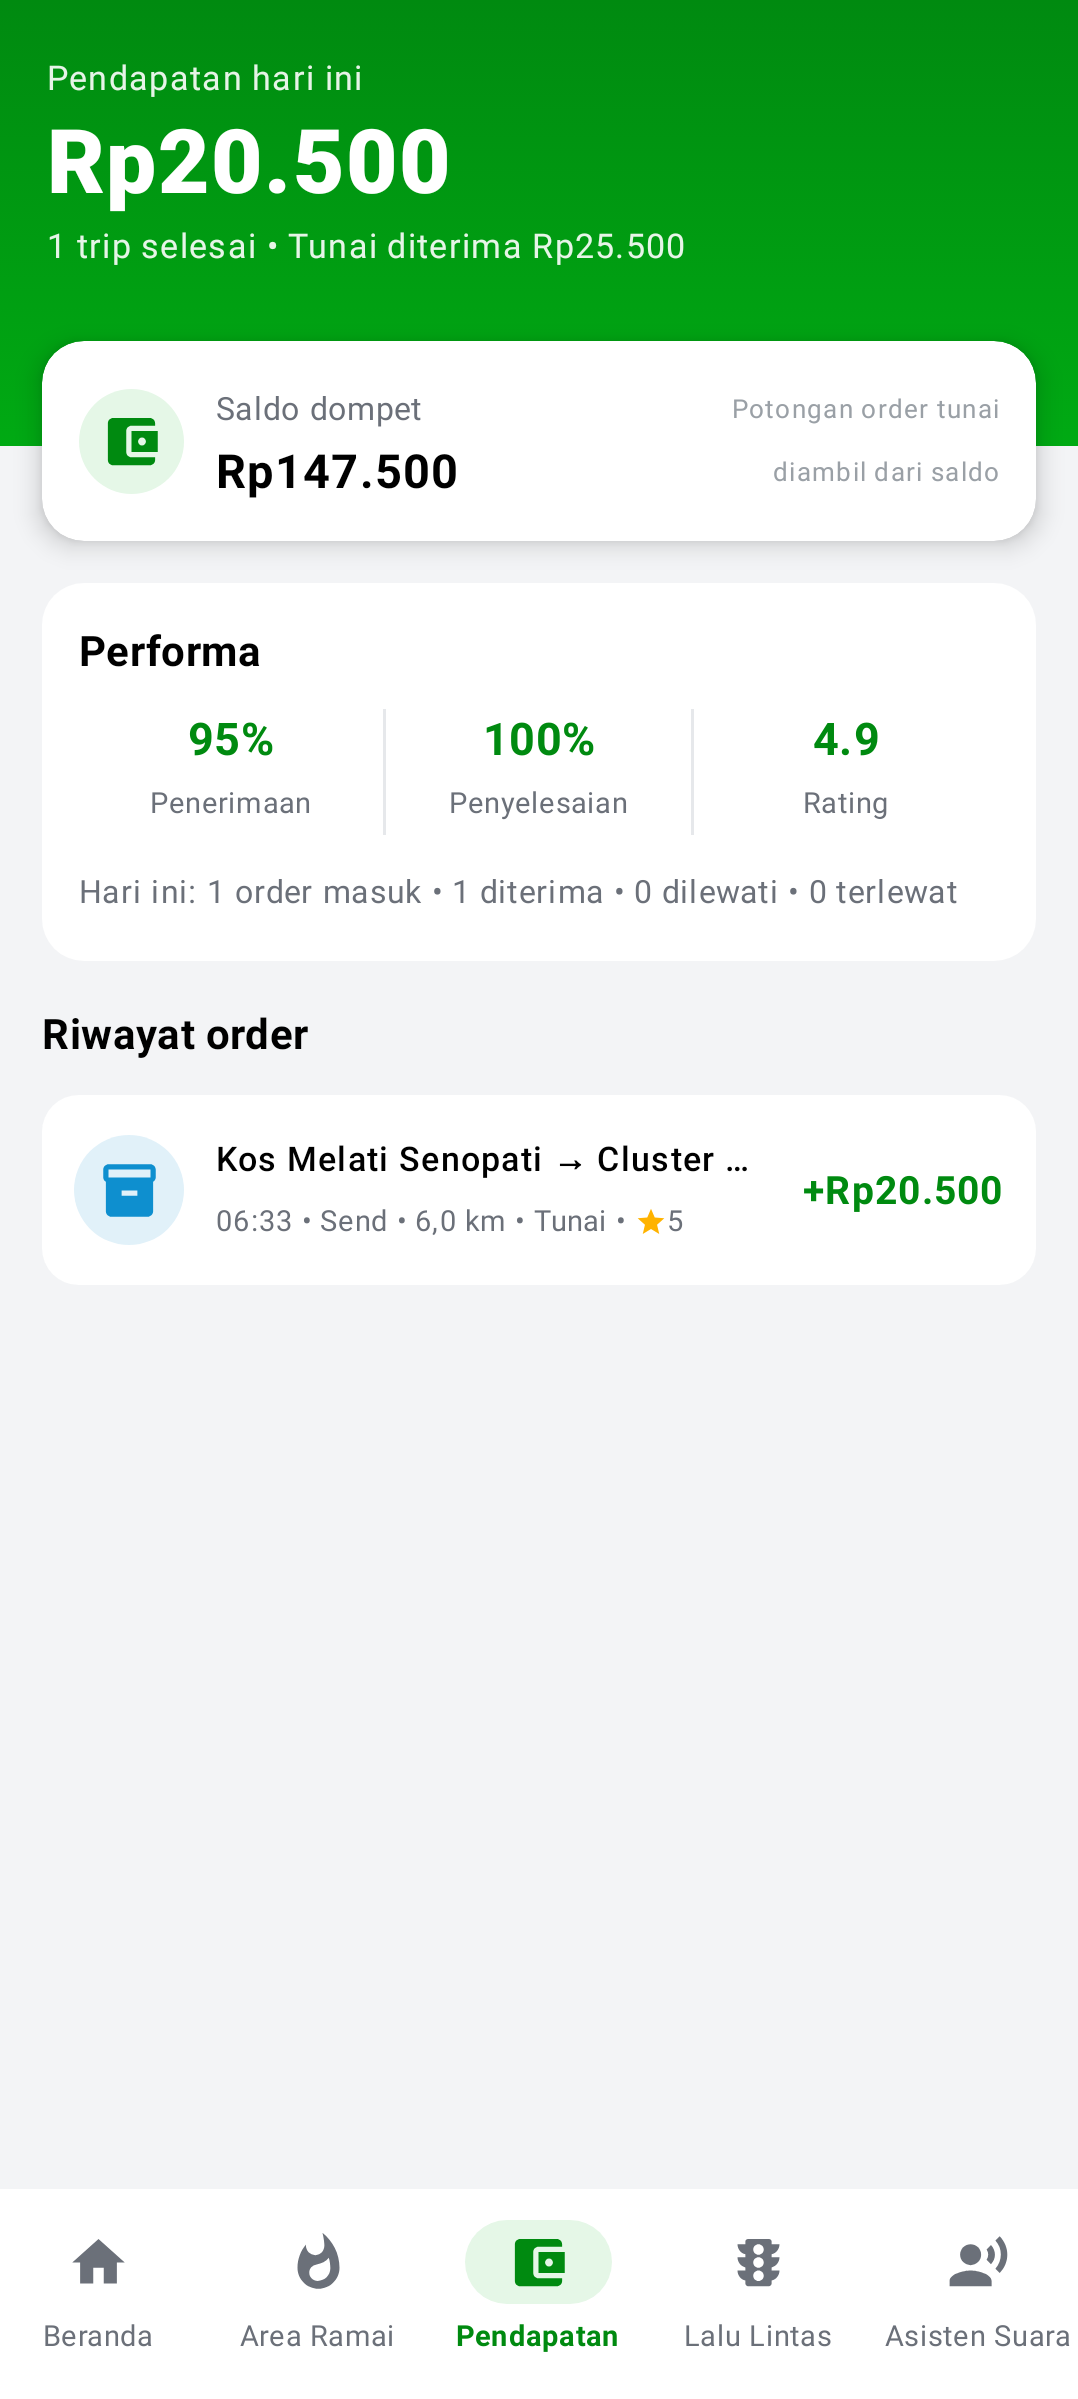 Pendapatan hari ini
Rp20.500
1 trip selesai • Tunai diterima Rp25.500
Saldo dompet
Rp147.500
Potongan order tunai
diambil dari saldo
Performa
95%
Penerimaan
100%
Penyelesaian
4.9
Rating
Hari ini: 1 order masuk • 1 diterima • 0 dilewati • 0 terlewat
Riwayat order
Kos Melati Senopati → Cluster …
06:33 • Send • 6,0 km • Tunai • ★5
+Rp20.500
Beranda
Area Ramai
Pendapatan
Lalu Lintas
Asisten Suara